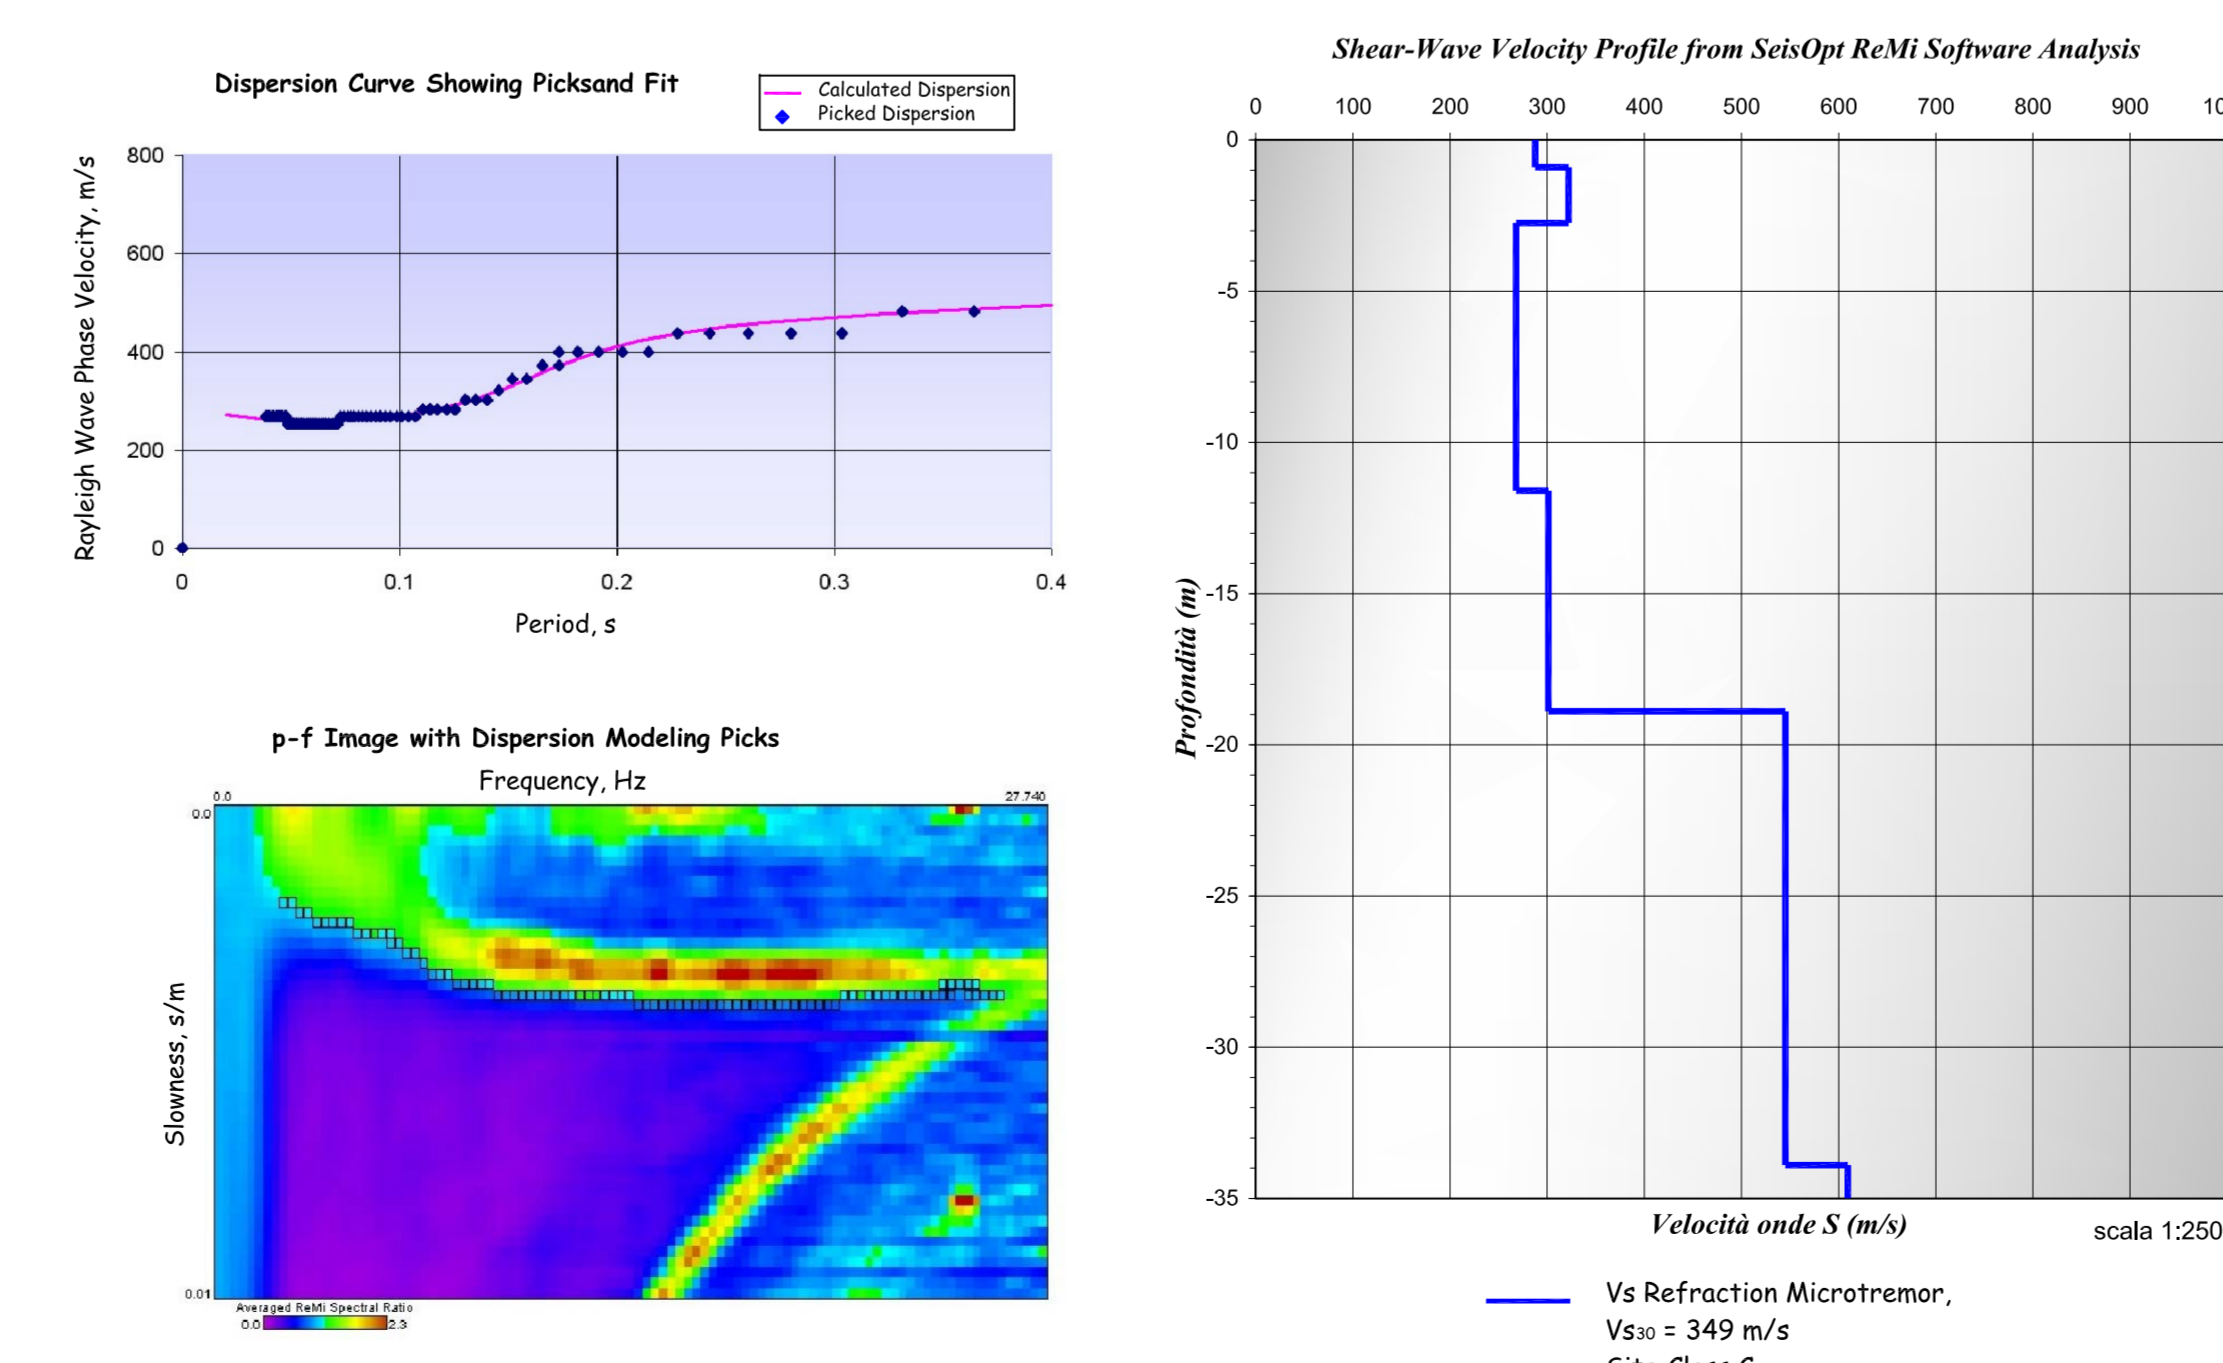 Dispersion Curve Showing Picksand Fit
Calculated Dispersion
Picked Dispersion
Rayleigh Wave Phase Velocity, m/s
800
600
400
200
0
0 0.1 0.2 0.3 0.4
Period, s
p-f Image with Dispersion Modeling Picks
Frequency, Hz
0.0 27.740
0.0
Slowness, s/m
0.01
Averaged ReMi Spectral Ratio
0.0 2.3
Shear-Wave Velocity Profile from SeisOpt ReMi Software Analysis
0 100 200 300 400 500 600 700 800 900 10
0
-5
-10
-15
-20
-25
-30
-35
Profondità (m)
Velocità onde S (m/s)
scala 1:250
Vs Refraction Microtremor,
Vs30 = 349 m/s